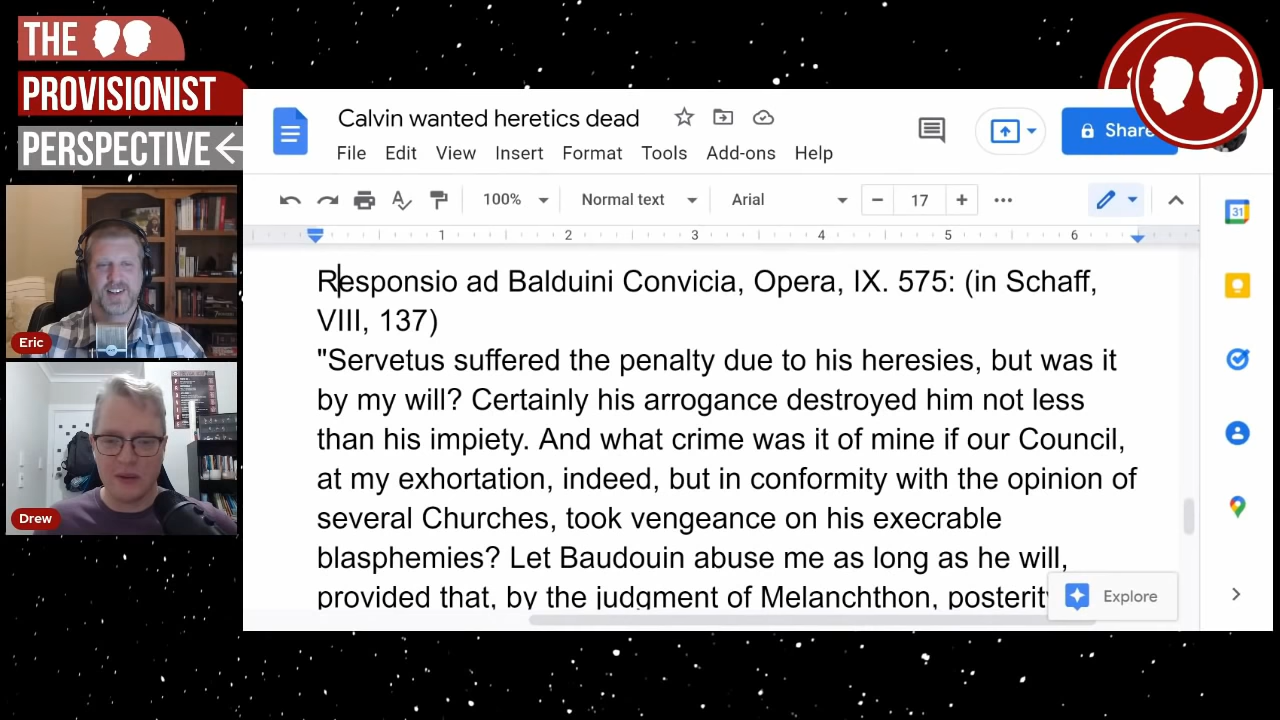 THE
PROVISIONIST
PERSPECTIVE
Eric
Drew
Calvin wanted heretics dead
Share
File Edit View Insert Format Tools Add-ons Help
100% Normal text Arial 17
1 2 3 4 5 6
31
Responsio ad Balduini Convicia, Opera, IX. 575: (in Schaff,
VIII, 137)
"Servetus suffered the penalty due to his heresies, but was it
by my will? Certainly his arrogance destroyed him not less
than his impiety. And what crime was it of mine if our Council,
at my exhortation, indeed, but in conformity with the opinion of
several Churches, took vengeance on his execrable
blasphemies? Let Baudouin abuse me as long as he will,
provided that, by the judgment of Melanchthon, posterity
Explore